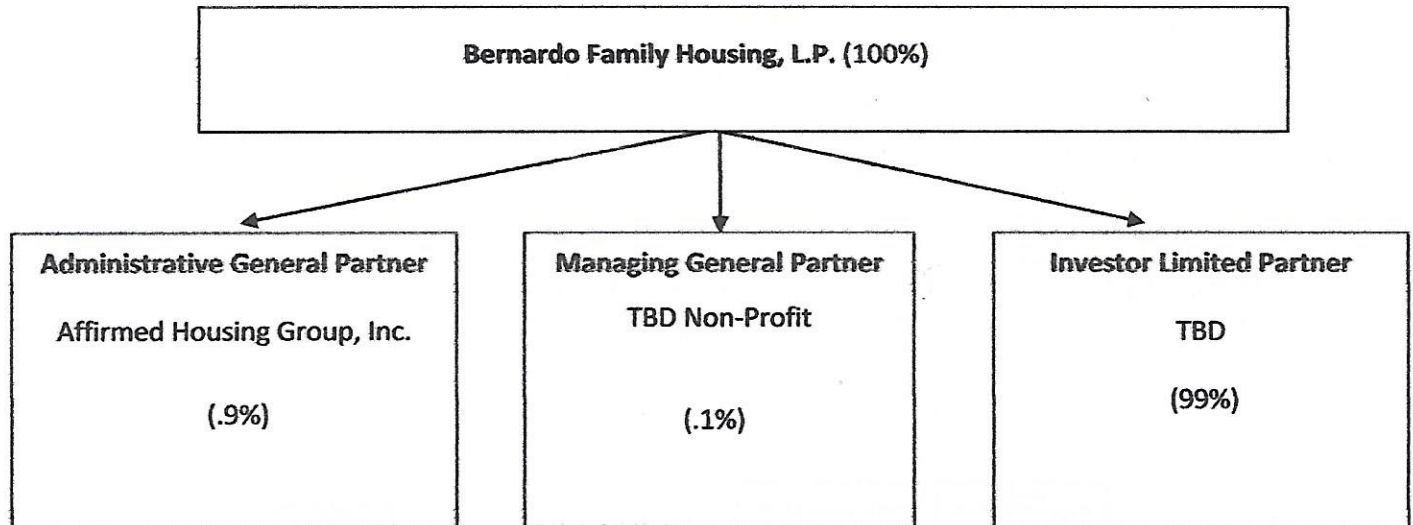 Bernardo Family Housing, L.P. (100%)
Administrative General Partner
Affirmed Housing Group, Inc.
(.9%)
Managing General Partner
TBD Non-Profit
(.1%)
Investor Limited Partner
TBD
(99%)